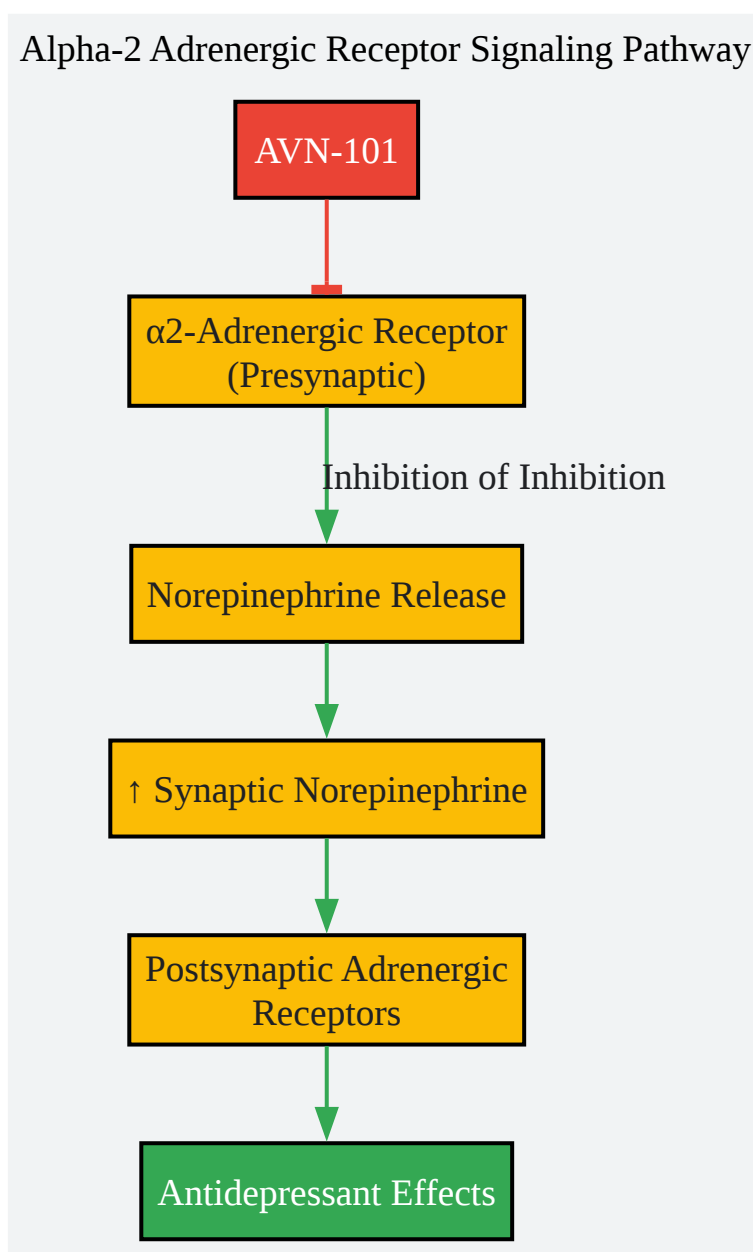 Alpha-2 Adrenergic Receptor Signaling Pathway
AVN-101
α2-Adrenergic Receptor
(Presynaptic)
Inhibition of Inhibition
Norepinephrine Release
↑ Synaptic Norepinephrine
Postsynaptic Adrenergic
Receptors
Antidepressant Effects